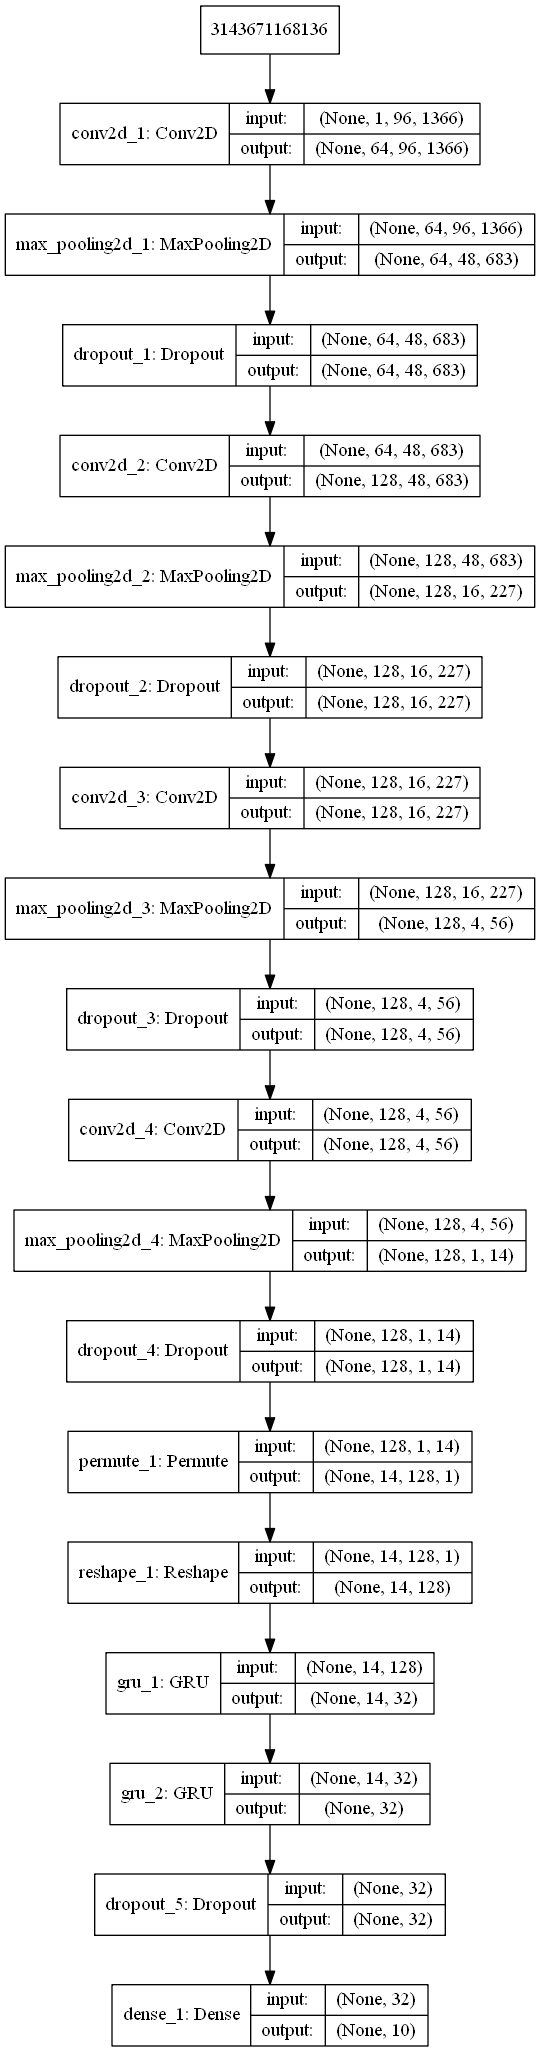 3143671168136
conv2d_1: Conv2D
input: (None, 1, 96, 1366)
output: (None, 64, 96, 1366)
max_pooling2d_1: MaxPooling2D
input: (None, 64, 96, 1366)
output: (None, 64, 48, 683)
dropout_1: Dropout
input: (None, 64, 48, 683)
output: (None, 64, 48, 683)
conv2d_2: Conv2D
input: (None, 64, 48, 683)
output: (None, 128, 48, 683)
max_pooling2d_2: MaxPooling2D
input: (None, 128, 48, 683)
output: (None, 128, 16, 227)
dropout_2: Dropout
input: (None, 128, 16, 227)
output: (None, 128, 16, 227)
conv2d_3: Conv2D
input: (None, 128, 16, 227)
output: (None, 128, 16, 227)
max_pooling2d_3: MaxPooling2D
input: (None, 128, 16, 227)
output: (None, 128, 4, 56)
dropout_3: Dropout
input: (None, 128, 4, 56)
output: (None, 128, 4, 56)
conv2d_4: Conv2D
input: (None, 128, 4, 56)
output: (None, 128, 4, 56)
max_pooling2d_4: MaxPooling2D
input: (None, 128, 4, 56)
output: (None, 128, 1, 14)
dropout_4: Dropout
input: (None, 128, 1, 14)
output: (None, 128, 1, 14)
permute_1: Permute
input: (None, 128, 1, 14)
output: (None, 14, 128, 1)
reshape_1: Reshape
input: (None, 14, 128, 1)
output: (None, 14, 128)
gru_1: GRU
input: (None, 14, 128)
output: (None, 14, 32)
gru_2: GRU
input: (None, 14, 32)
output: (None, 32)
dropout_5: Dropout
input: (None, 32)
output: (None, 32)
dense_1: Dense
input: (None, 32)
output: (None, 10)